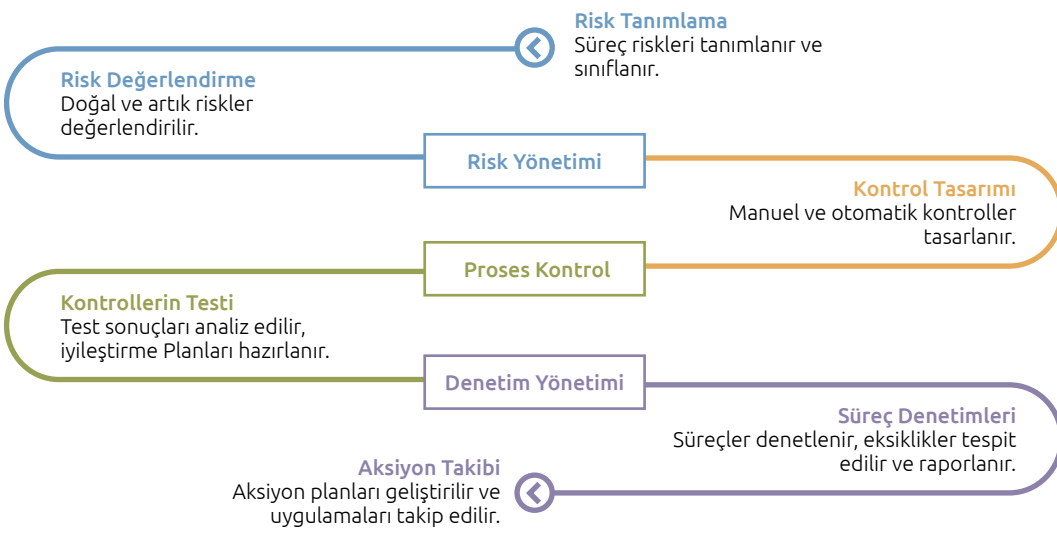 Risk Tanımlama
Süreç riskleri tanımlanır ve
sınıflanır.
Risk Değerlendirme
Doğal ve artık riskler
değerlendirilir.
Risk Yönetimi
Kontrol Tasarımı
Manuel ve otomatik kontroller
tasarlanır.
Proses Kontrol
Kontrollerin Testi
Test sonuçları analiz edilir,
iyileştirme Planları hazırlanır.
Denetim Yönetimi
Süreç Denetimleri
Süreçler denetlenir, eksiklikler tespit
edilir ve raporlanır.
Aksiyon Takibi
Aksiyon planları geliştirilir ve
uygulamaları takip edilir.